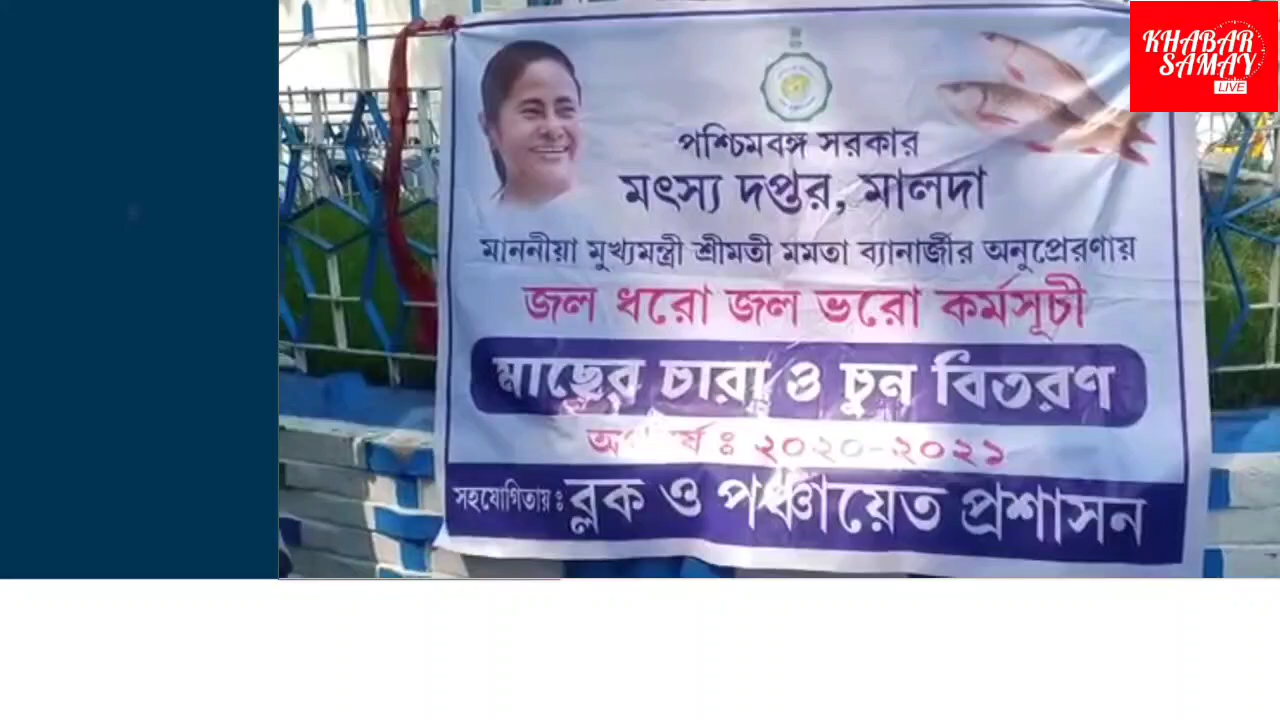 KHABAR
SAMAY
LIVE
পশ্চিমবঙ্গ সরকার
মৎস্য দপ্তর, মালদা
মাননীয়া মুখ্যমন্ত্রী শ্রীমতী মমতা ব্যানার্জীর অনুপ্রেরণায়
জল ধরো জল ভরো কর্মসূচী
মাছের চারা ও চুন বিতরণ
২০২০-২০২১
সহযোগিতায় : ব্লক ও পঞ্চায়েত প্রশাসন